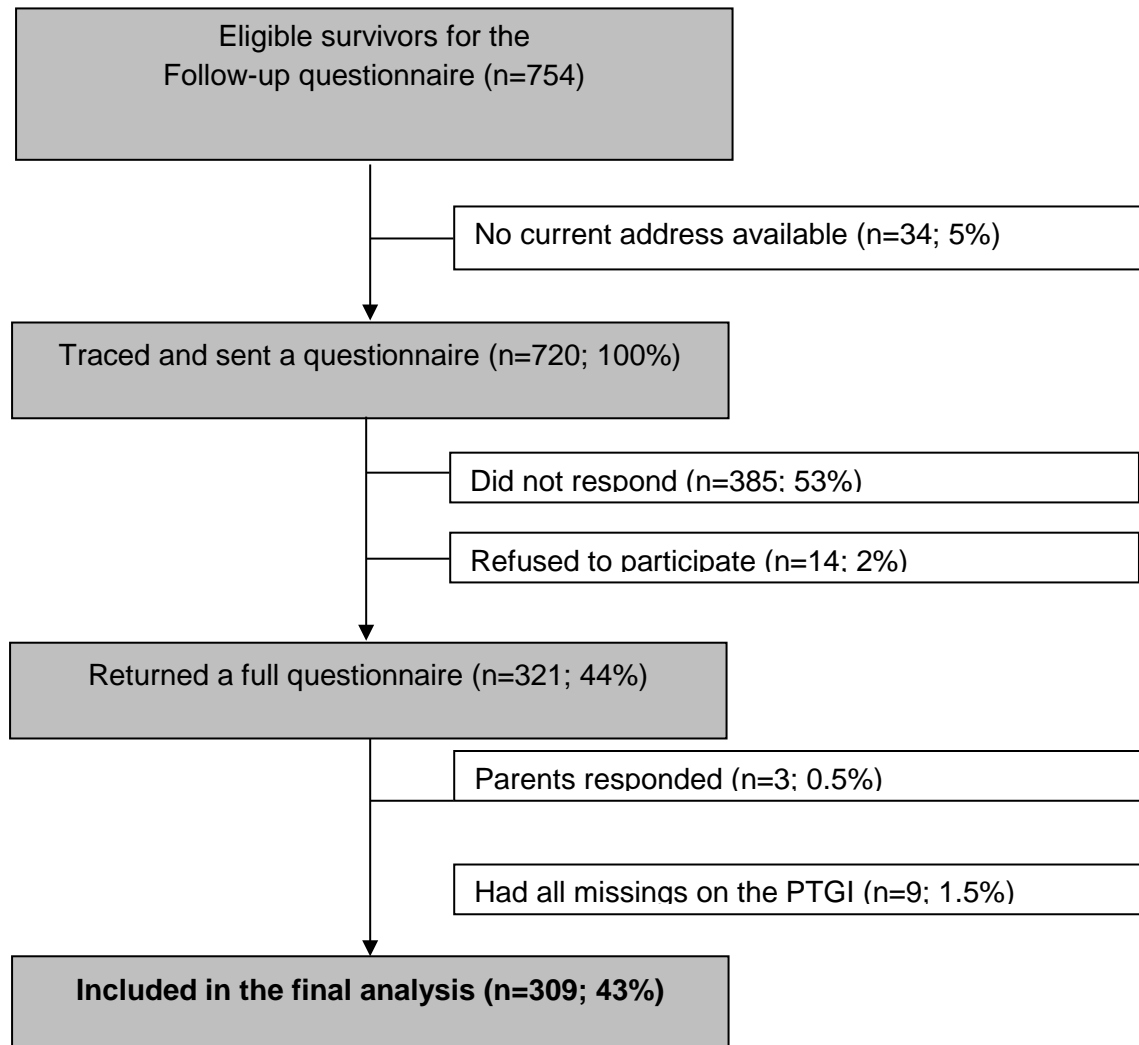 Eligible survivors for the
Follow-up questionnaire (n=754)
No current address available (n=34; 5%)
Traced and sent a questionnaire (n=720; 100%)
Did not respond (n=385; 53%)
Refused to participate (n=14; 2%)
Returned a full questionnaire (n=321; 44%)
Parents responded (n=3; 0.5%)
Had all missings on the PTGI (n=9; 1.5%)
Included in the final analysis (n=309; 43%)